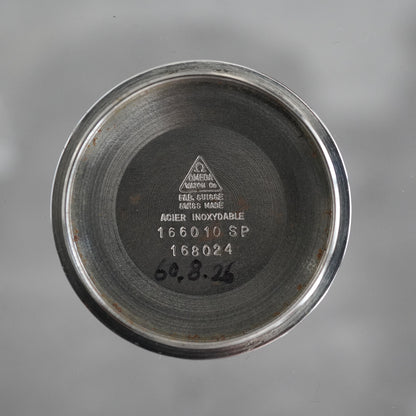 Ω
OMEGA
WATCH Co
FAB. SUISSE
SWISS MADE
ACIER INOXYDABLE
166010 SP
168024
60.8.26